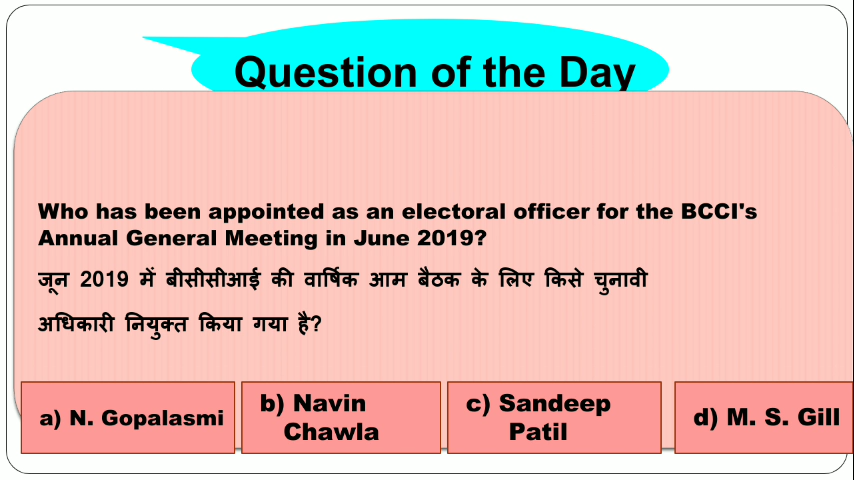 Question of the Day
Who has been appointed as an electoral officer for the BCCI's
Annual General Meeting in June 2019?
जून 2019 में बीसीसीआई की वार्षिक आम बैठक के लिए किसे चुनावी
अधिकारी नियुक्त किया गया है?
a) N. Gopalasmi
b) Navin
Chawla
c) Sandeep
Patil
d) M. S. Gill